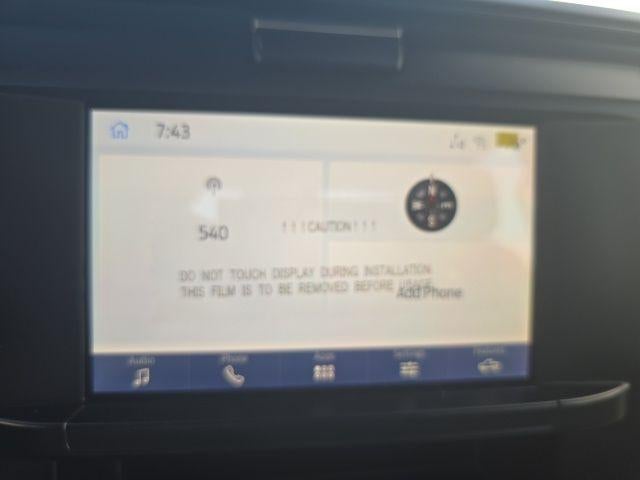 7:43
540
!!!CAUTION!!!
N
W E
S
DO NOT TOUCH DISPLAY DURING INSTALLATION.
THIS FILM IS TO BE REMOVED BEFORE USAGE.
Add Phone
Audio Phone Apps Settings Features